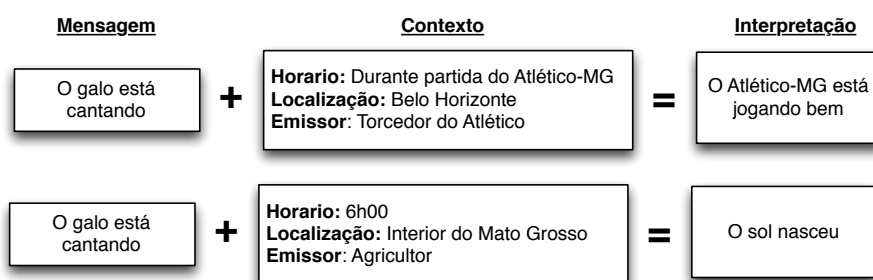 Mensagem
Contexto
Interpretação
O galo está
cantando
+
Horario: Durante partida do Atlético-MG
Localização: Belo Horizonte
Emissor: Torcedor do Atlético
=
O Atlético-MG está
jogando bem
O galo está
cantando
+
Horario: 6h00
Localização: Interior do Mato Grosso
Emissor: Agricultor
=
O sol nasceu